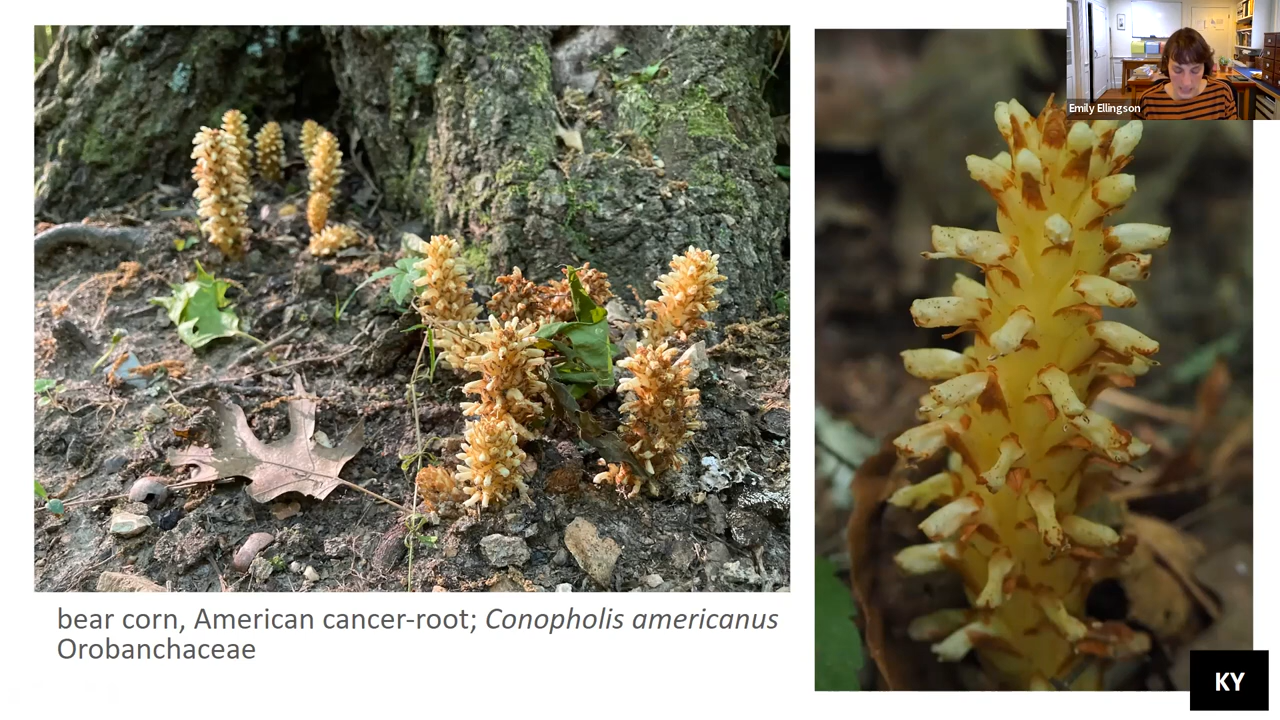 Emily Ellingson
bear corn, American cancer-root; Conopholis americanus
Orobanchaceae
KY